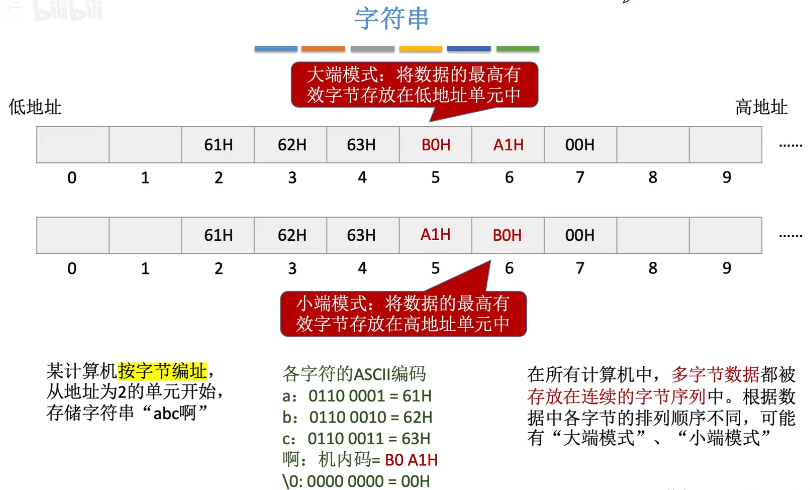 bilibili
字符串
大端模式：将数据的最高有
效字节存放在低地址单元中
低地址
高地址
61H 62H 63H B0H A1H 00H ......
0 1 2 3 4 5 6 7 8 9
61H 62H 63H A1H B0H 00H ......
0 1 2 3 4 5 6 7 8 9
小端模式：将数据的最高有
效字节存放在高地址单元中
某计算机按字节编址，
从地址为2的单元开始，
存储字符串“abc啊”
各字符的ASCII编码
a：0110 0001 = 61H
b：0110 0010 = 62H
c：0110 0011 = 63H
啊：机内码= B0 A1H
\0: 0000 0000 = 00H
在所有计算机中，多字节数据都被
存放在连续的字节序列中。根据数
据中各字节的排列顺序不同，可能
有“大端模式”、“小端模式”